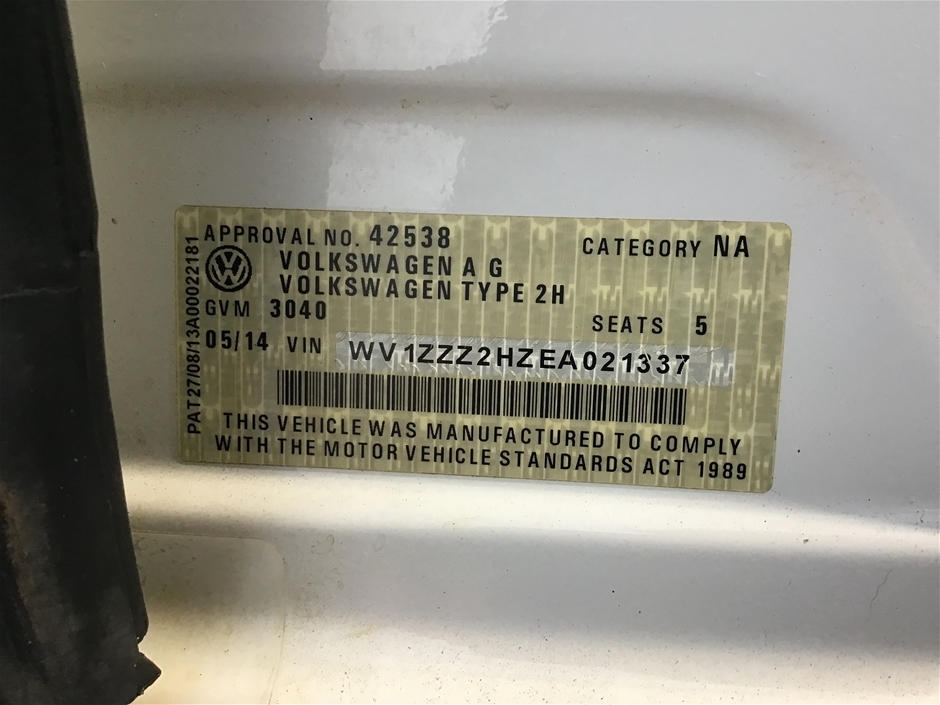 APPROVAL NO. 42538
CATEGORY NA
VOLKSWAGEN A G
VOLKSWAGEN TYPE 2H
GVM 3040
SEATS 5
05/14 VIN WV1ZZZ2HZEA021337
THIS VEHICLE WAS MANUFACTURED TO COMPLY
WITH THE MOTOR VEHICLE STANDARDS ACT 1989
PAT27/08/13A00022181